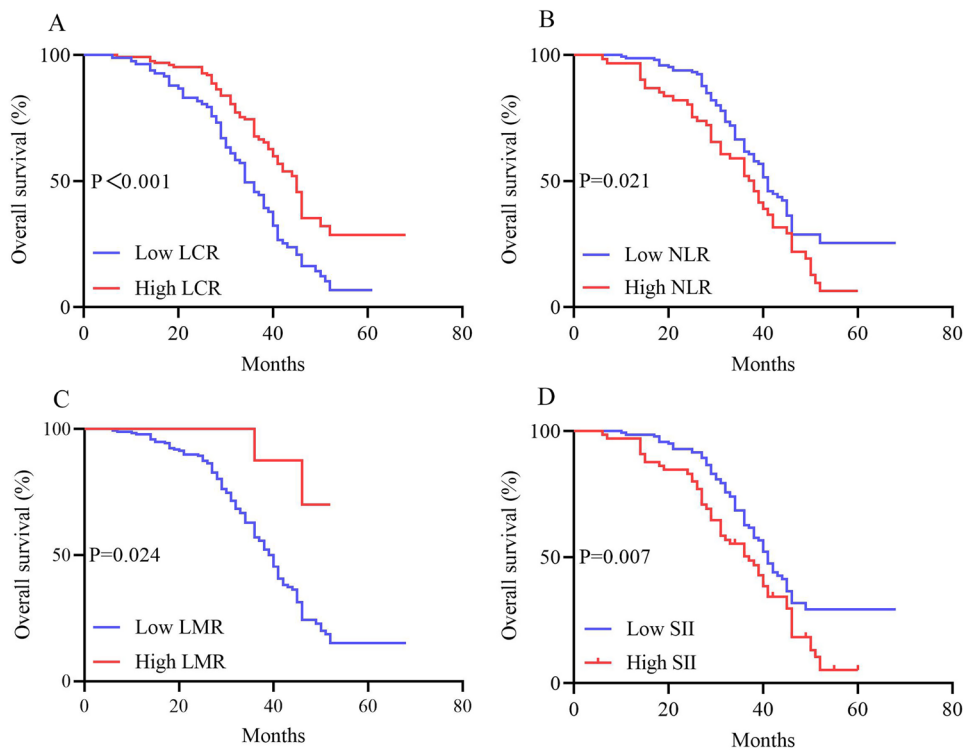 A
Overall survival (%)
100
50
0
P<0.001
Low LCR
High LCR
0 20 40 60 80
Months
B
Overall survival (%)
100
50
0
P=0.021
Low NLR
High NLR
0 20 40 60 80
Months
C
Overall survival (%)
100
50
0
P=0.024
Low LMR
High LMR
0 20 40 60 80
Months
D
Overall survival (%)
100
50
0
P=0.007
Low SII
High SII
0 20 40 60 80
Months